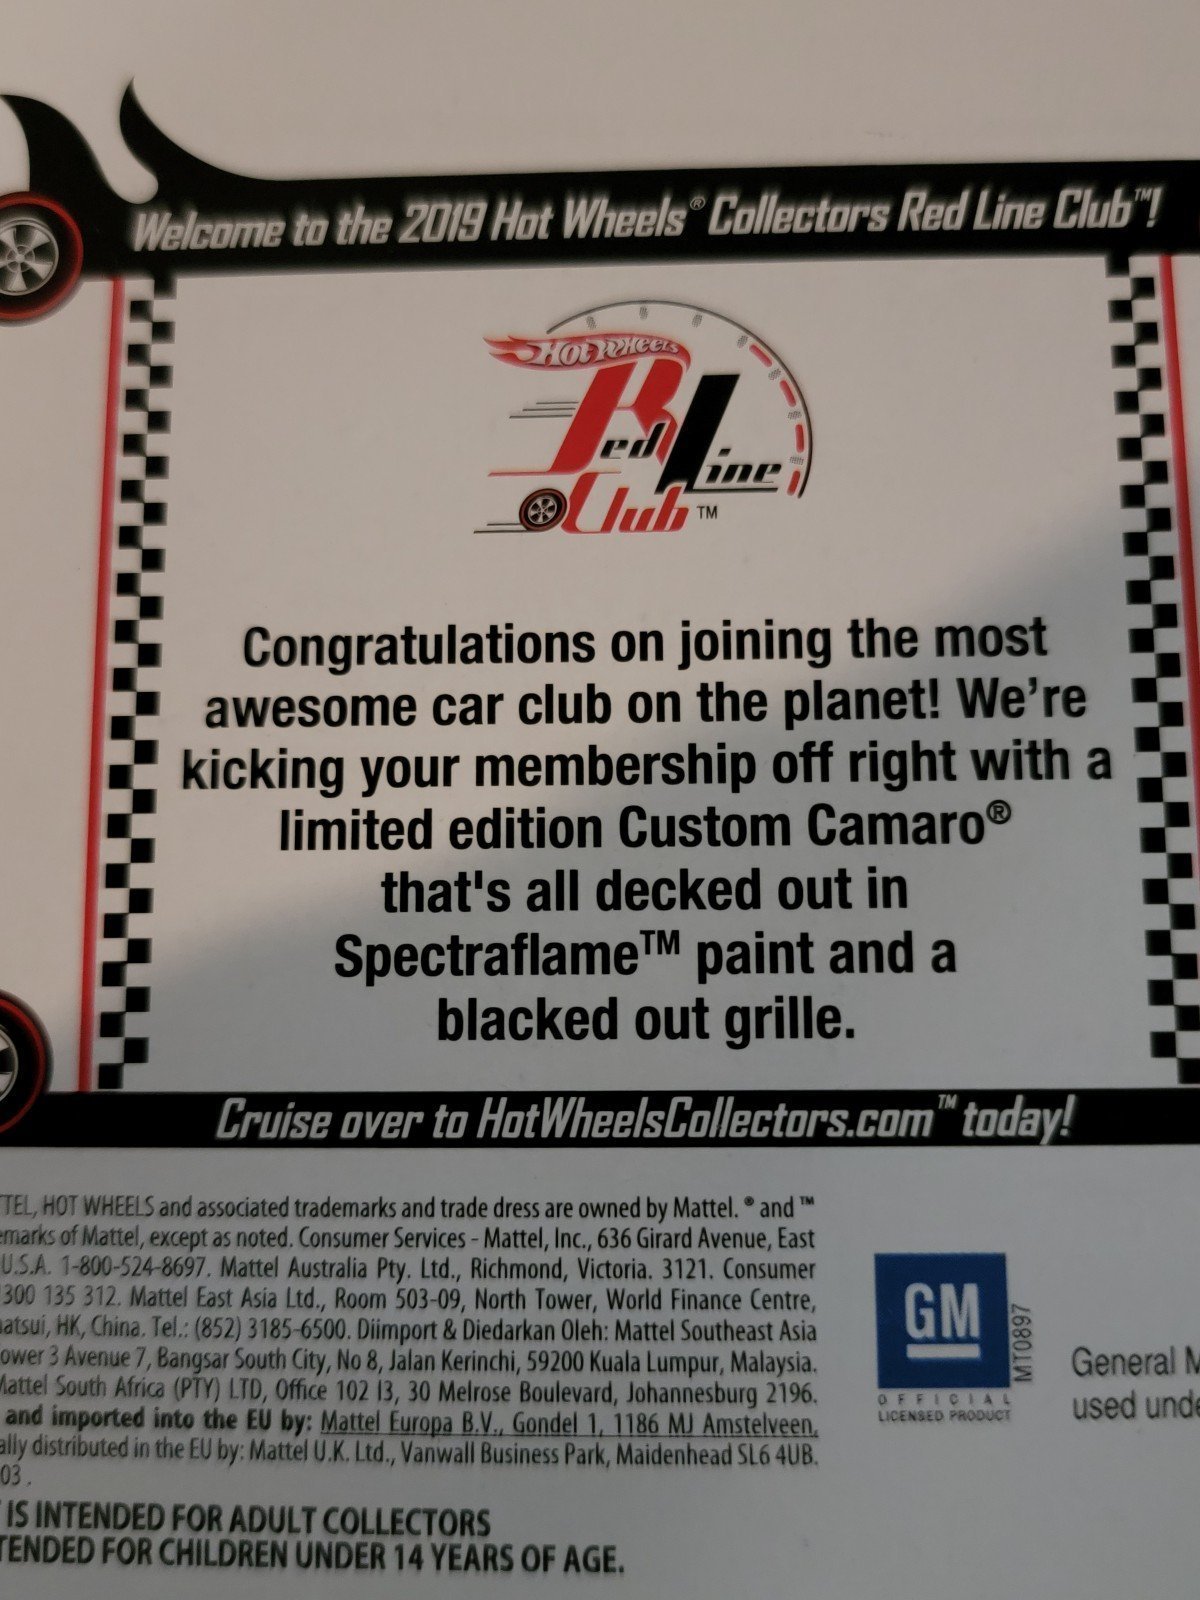 Welcome to the 2019 Hot Wheels® Collectors Red Line Club™!
Hot Wheels
Red Line
Club ™
Congratulations on joining the most
awesome car club on the planet! We're
kicking your membership off right with a
limited edition Custom Camaro®
that's all decked out in
Spectraflame™ paint and a
blacked out grille.
Cruise over to HotWheelsCollectors.com™ today!
TEL, HOT WHEELS and associated trademarks and trade dress are owned by Mattel. ® and ™
emarks of Mattel, except as noted. Consumer Services - Mattel, Inc., 636 Girard Avenue, East
U.S.A. 1-800-524-8697. Mattel Australia Pty. Ltd., Richmond, Victoria. 3121. Consumer
300 135 312. Mattel East Asia Ltd., Room 503-09, North Tower, World Finance Centre,
atsui, HK, China. Tel.: (852) 3185-6500. Diimport & Diedarkan Oleh: Mattel Southeast Asia
ower 3 Avenue 7, Bangsar South City, No 8, Jalan Kerinchi, 59200 Kuala Lumpur, Malaysia.
Mattel South Africa (PTY) LTD, Office 102 I3, 30 Melrose Boulevard, Johannesburg 2196.
and imported into the EU by: Mattel Europa B.V., Gondel 1, 1186 MJ Amstelveen,
ally distributed in the EU by: Mattel U.K. Ltd., Vanwall Business Park, Maidenhead SL6 4UB.
03 .
IS INTENDED FOR ADULT COLLECTORS
TENDED FOR CHILDREN UNDER 14 YEARS OF AGE.
GM
MT0897
OFFICIAL
LICENSED PRODUCT
General M
used unde